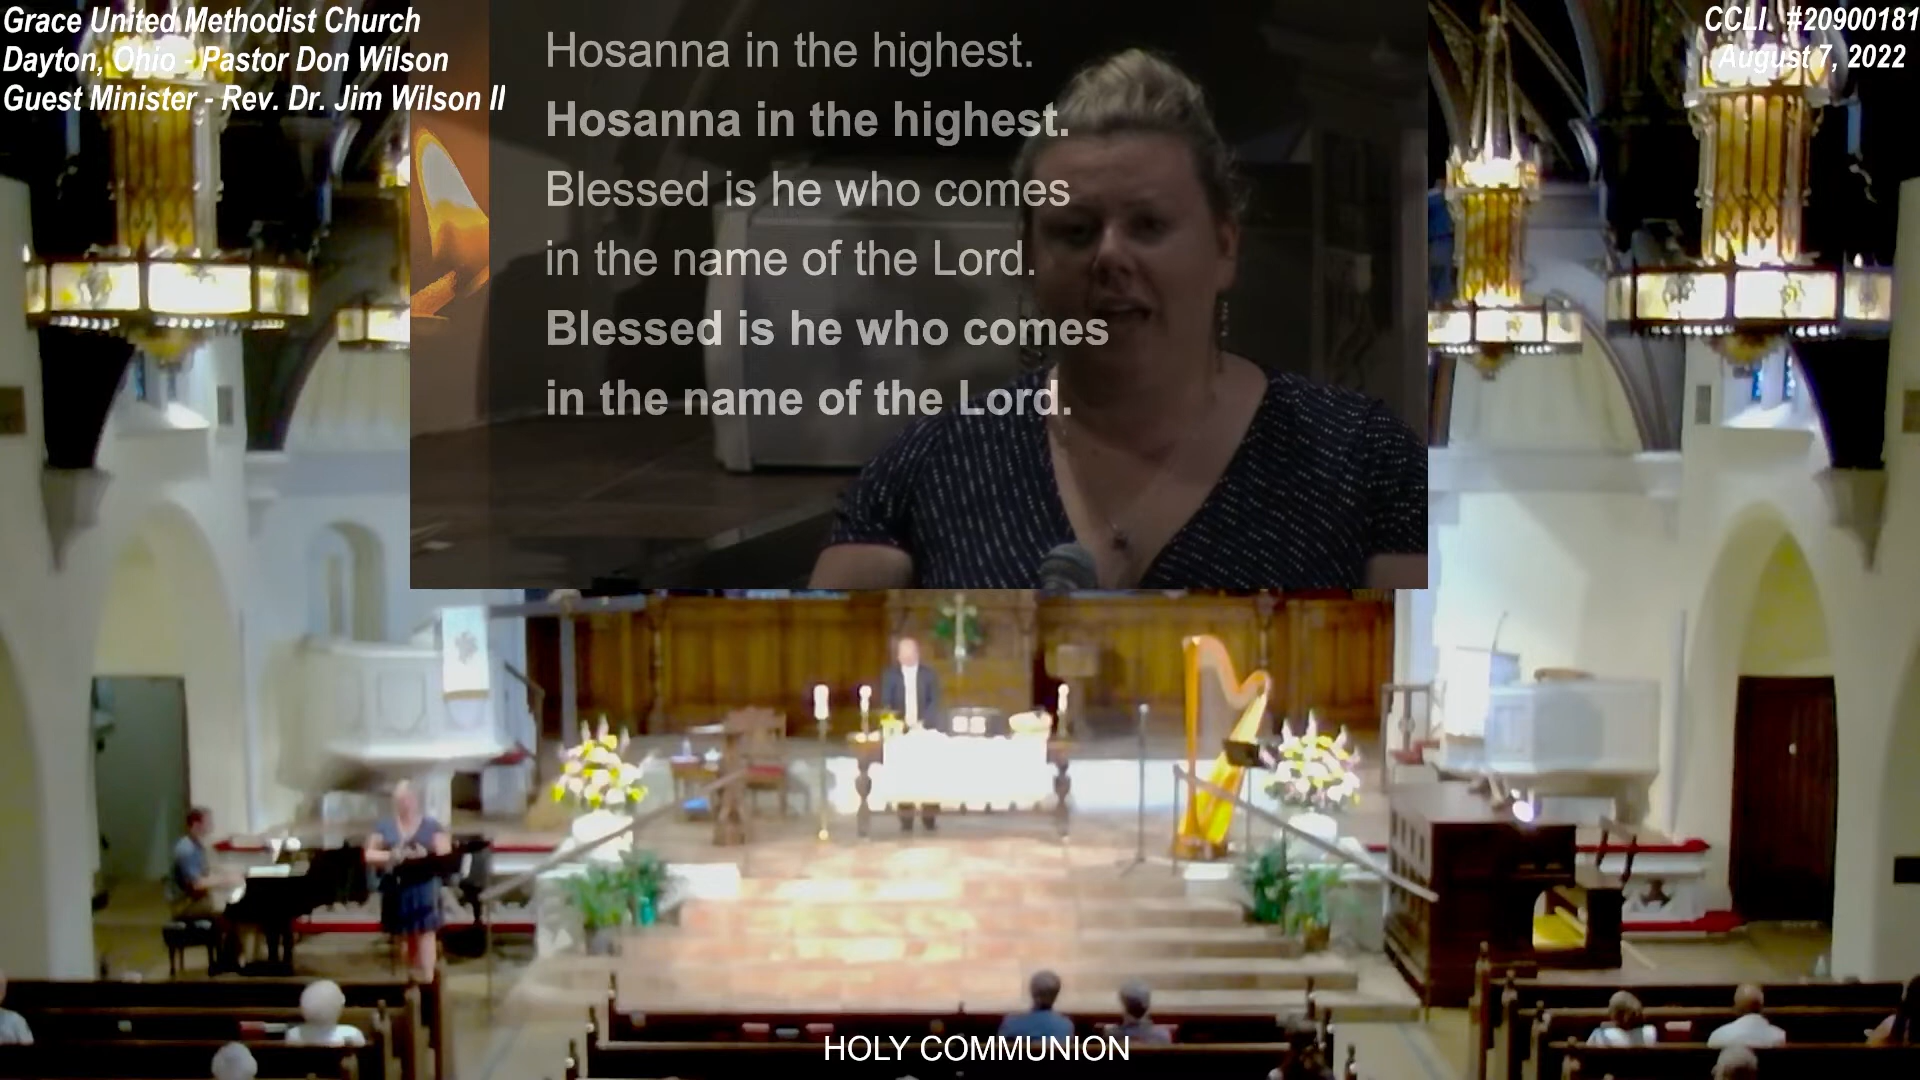 Grace United Methodist Church
Dayton, Ohio - Pastor Don Wilson
Guest Minister - Rev. Dr. Jim Wilson II
CCLI. #20900181
August 7, 2022
Hosanna in the highest.
Hosanna in the highest.
Blessed is he who comes
in the name of the Lord.
Blessed is he who comes
in the name of the Lord.
HOLY COMMUNION